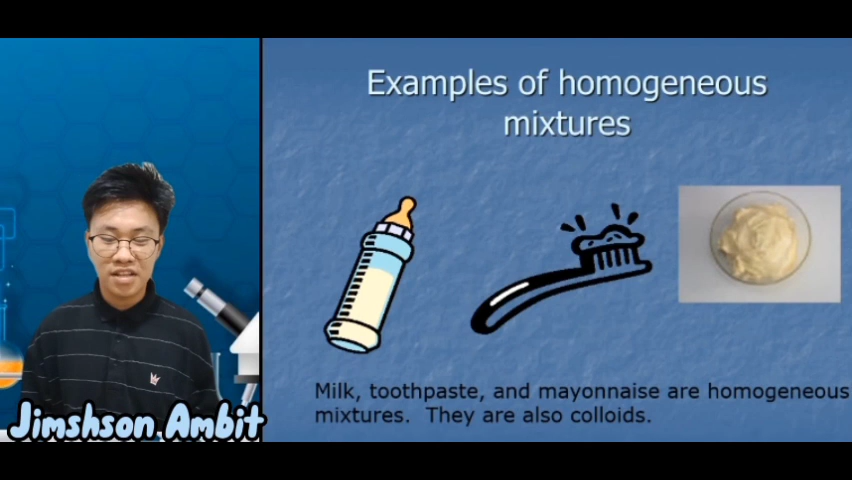 Examples of homogeneous
mixtures
Milk, toothpaste, and mayonnaise are homogeneous
mixtures. They are also colloids.
Jimshson Ambit